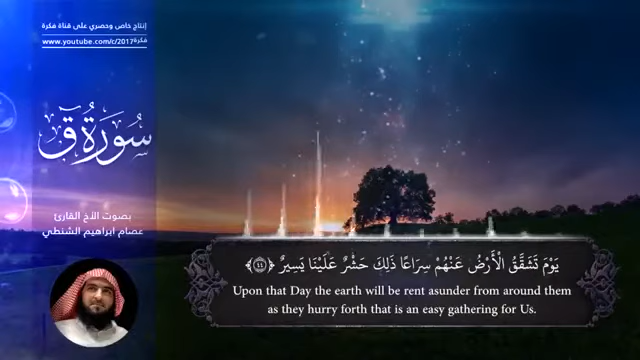 إنتاج خاص وحصري على قناة فكرة
www.youtube.com/c/2017فكرة
سُورَةُ ق
بصوت الأخ القارئ
عصام ابراهيم الشنطي
يَوْمَ تَشَقَّقُ الْأَرْضُ عَنْهُمْ سِرَاعًا ذَٰلِكَ حَشْرٌ عَلَيْنَا يَسِيرٌ ﴿٤٤﴾
Upon that Day the earth will be rent asunder from around them
as they hurry forth that is an easy gathering for Us.